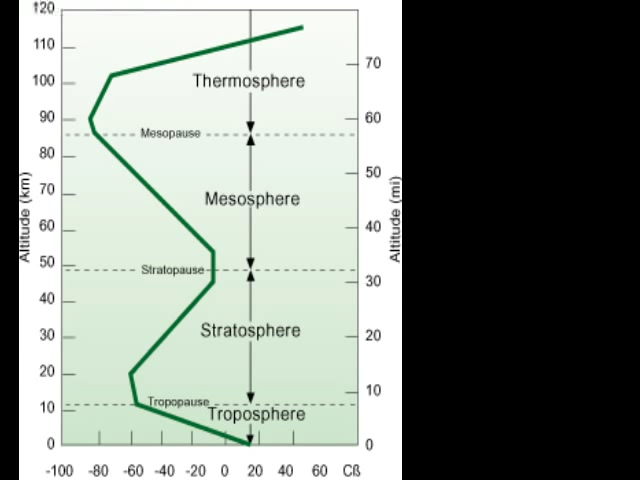 120
110
100
90
80
70
60
50
40
30
20
10
0
Altitude (km)
Thermosphere
Mesopause
Mesosphere
Stratopause
Stratosphere
Tropopause
Troposphere
70
60
50
40
30
20
10
0
Altitude (mi)
-100 -80 -60 -40 -20 0 20 40 60 Cß